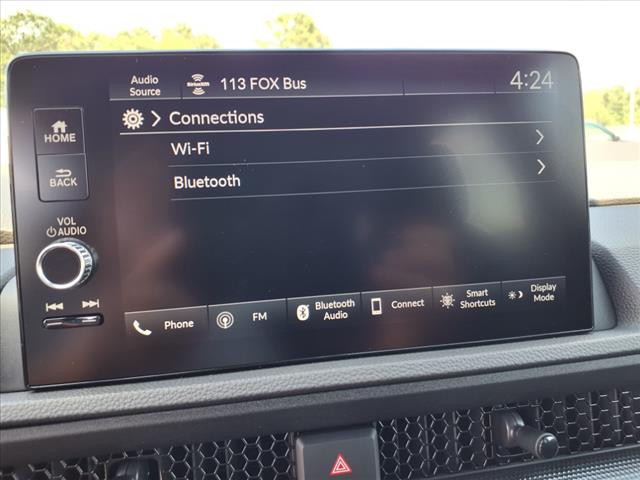 Audio
Source
SiriusXM
113 FOX Bus
4:24
HOME
Connections
Wi-Fi
BACK
Bluetooth
VOL
AUDIO
Phone
FM
Bluetooth
Audio
Connect
Smart
Shortcuts
Display
Mode